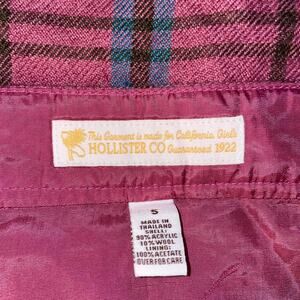 This Garment is made for California Girls
HOLLISTER CO Guaranteed 1922
5
MADE IN
THAILAND
SHELL:
90% ACRYLIC
10% WOOL
LINING:
100% ACETATE
OVER FOR CARE